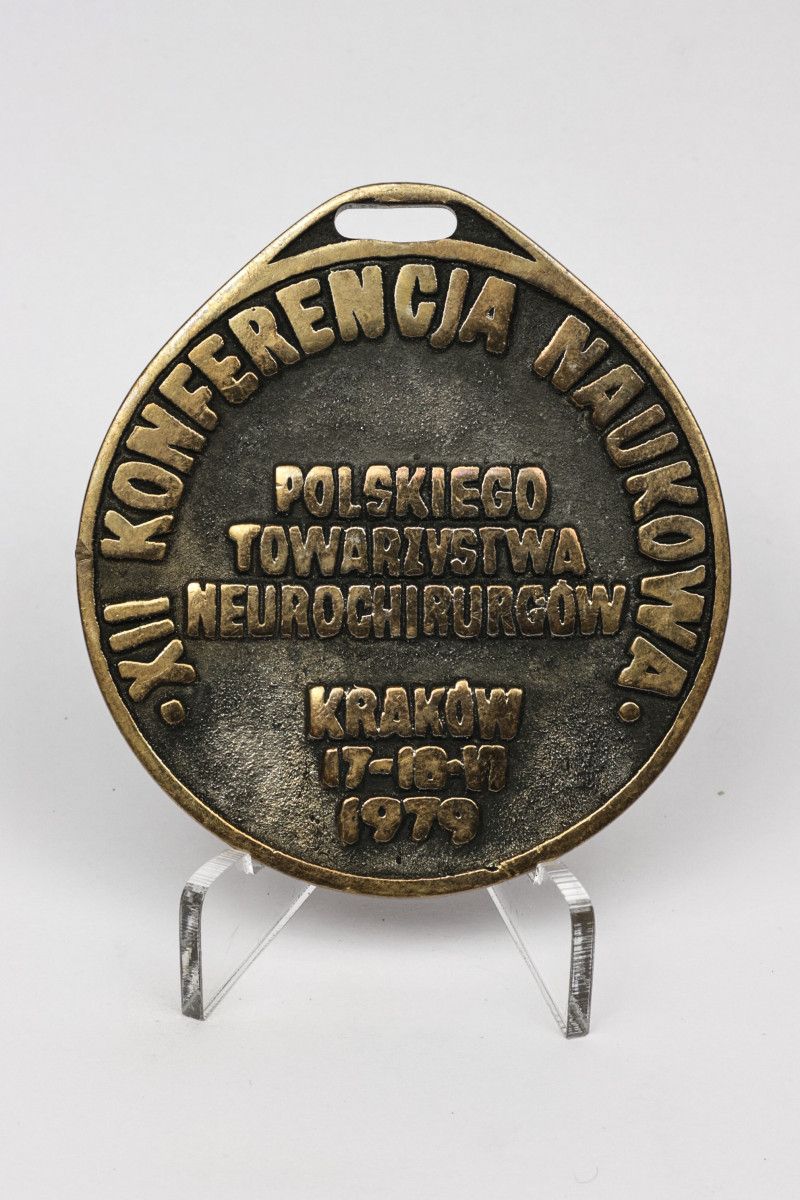 • XII KONFERENCJA NAUKOWA •
POLSKIEGO
TOWARZYSTWA
NEUROCHIRURGÓW
KRAKÓW
17-18-VI
1979